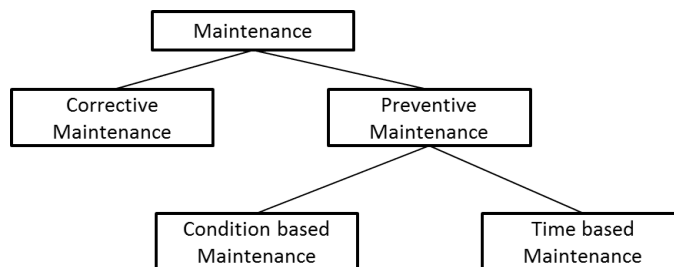 Maintenance
Corrective
Maintenance
Preventive
Maintenance
Condition based
Maintenance
Time based
Maintenance